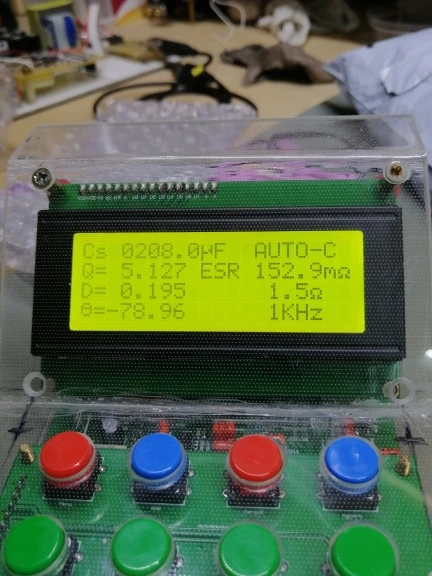 Cs 0208.0µF AUTO-C
Q= 5.127 ESR 152.9mΩ
D= 0.195 1.5Ω
θ=-78.96 1KHz